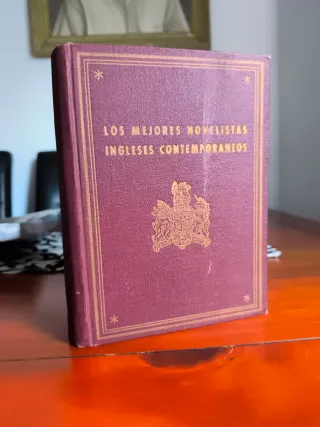 LOS MEJORES NOVELISTAS
INGLESES CONTEMPORANEOS